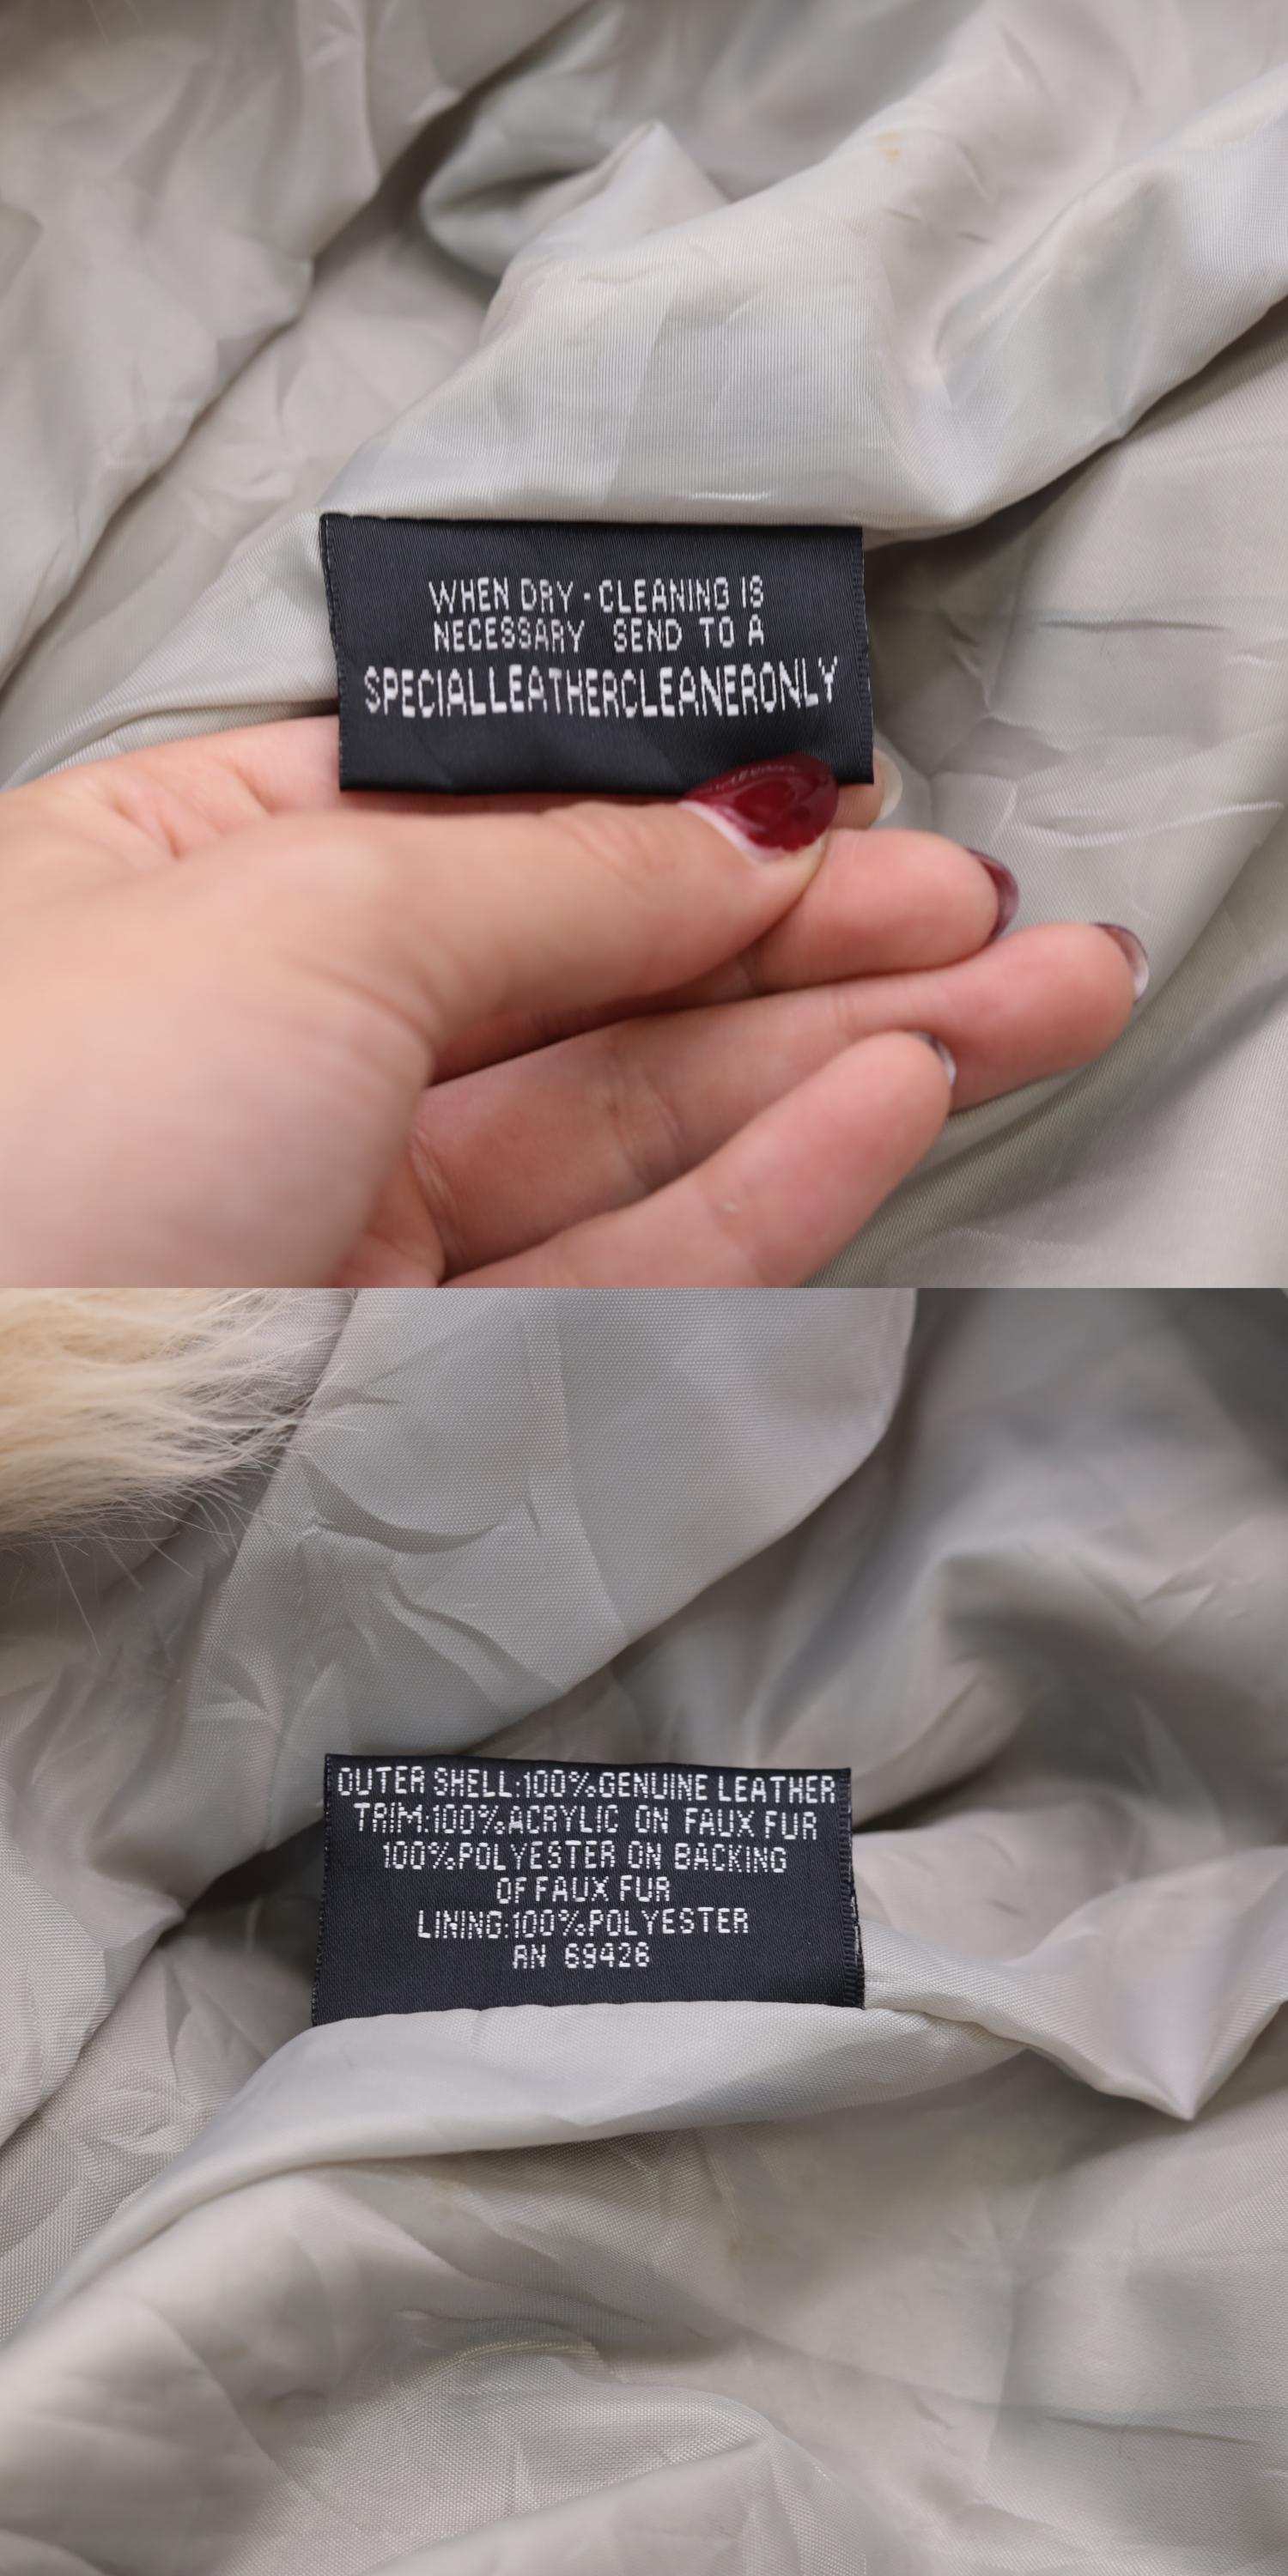 WHEN DRY-CLEANING IS
NECESSARY SEND TO A
SPECIALLEATHERCLEANERONLY
OUTER SHELL:100%GENUINE LEATHER
TRIM:100%ACRYLIC ON FAUX FUR
100%POLYESTER ON BACKING
OF FAUX FUR
LINING:100%POLYESTER
RN 69426